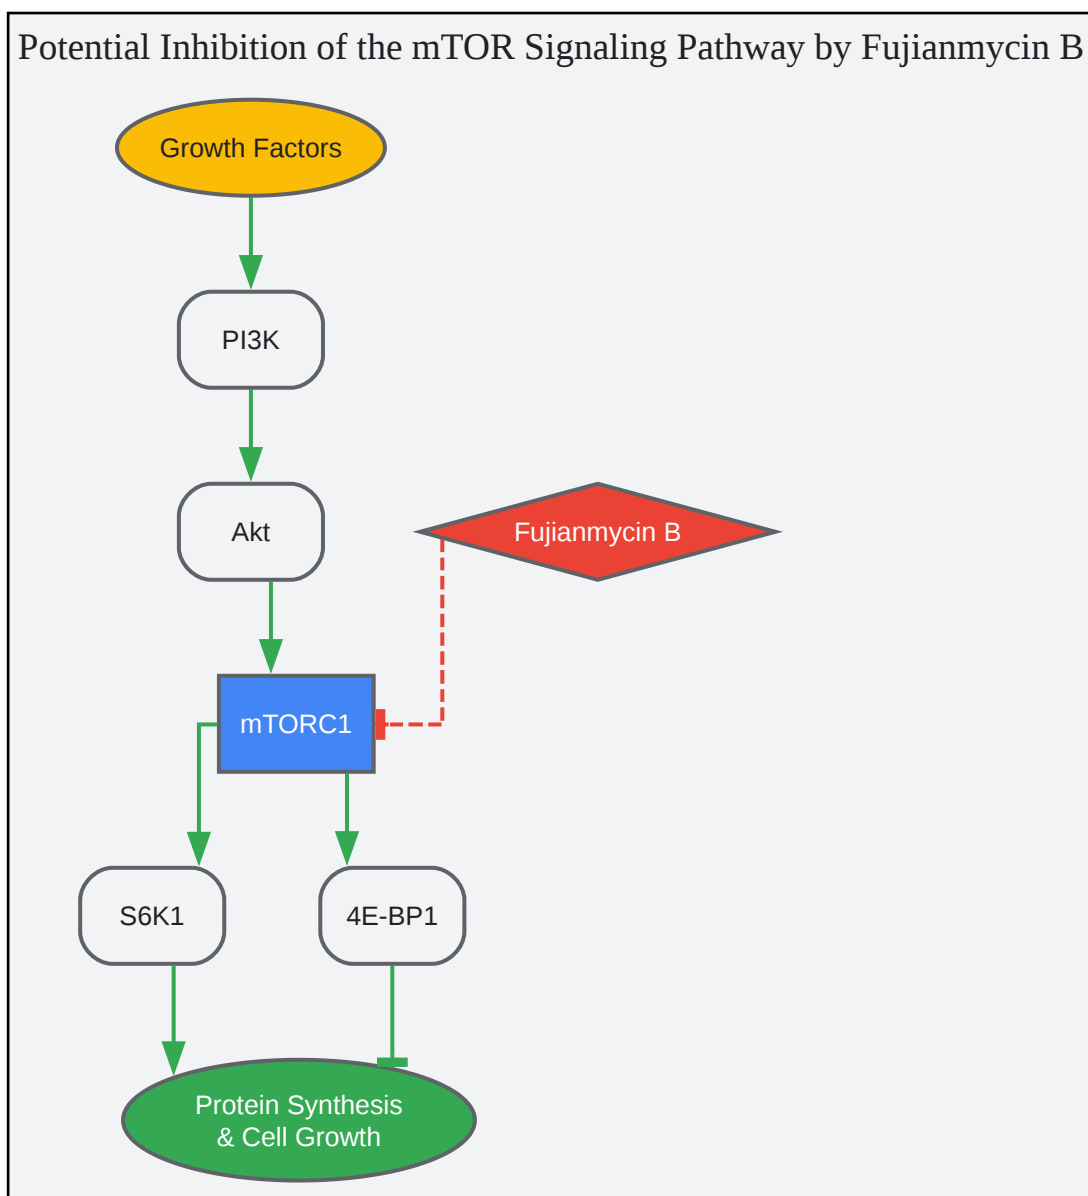 Potential Inhibition of the mTOR Signaling Pathway by Fujianmycin B
Growth Factors
PI3K
Akt
Fujianmycin B
mTORC1
S6K1
4E-BP1
Protein Synthesis
& Cell Growth